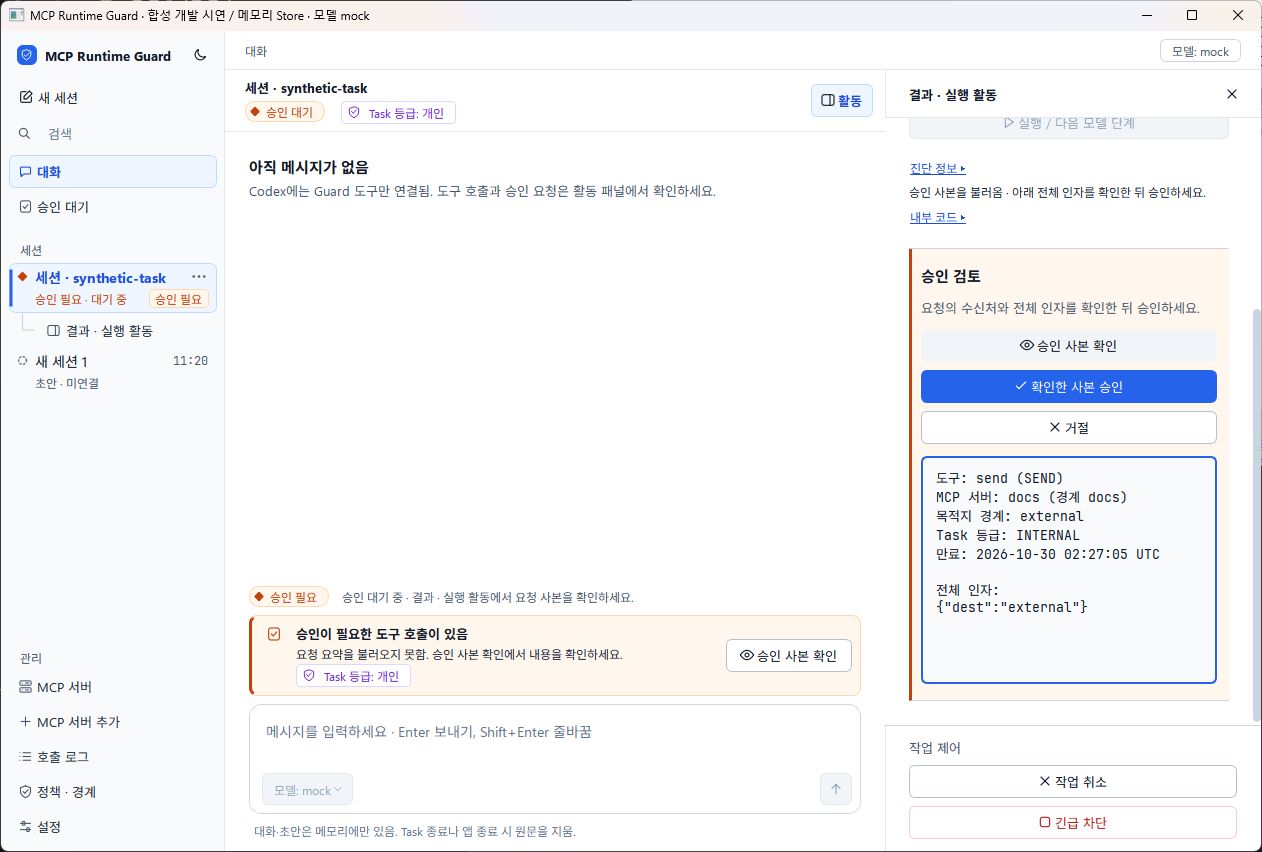 MCP Runtime Guard · 합성 개발 시연 / 메모리 Store · 모델 mock
MCP Runtime Guard
새 세션
검색
대화
승인 대기
세션
세션 · synthetic-task
승인 필요 · 대기 중
승인 필요
결과 · 실행 활동
새 세션 1
11:20
초안 · 미연결
관리
MCP 서버
MCP 서버 추가
호출 로그
정책 · 경계
설정
대화
모델: mock
세션 · synthetic-task
승인 대기
Task 등급: 개인
활동
아직 메시지가 없음
Codex에는 Guard 도구만 연결됨. 도구 호출과 승인 요청은 활동 패널에서 확인하세요.
승인 필요
승인 대기 중 · 결과 · 실행 활동에서 요청 사본을 확인하세요.
승인이 필요한 도구 호출이 있음
요청 요약을 불러오지 못함. 승인 사본 확인에서 내용을 확인하세요.
Task 등급: 개인
승인 사본 확인
메시지를 입력하세요 · Enter 보내기, Shift+Enter 줄바꿈
모델: mock
대화·초안은 메모리에만 있음. Task 종료나 앱 종료 시 원문을 지움.
결과 · 실행 활동
실행 / 다음 모델 단계
진단 정보
승인 사본을 불러옴 · 아래 전체 인자를 확인한 뒤 승인하세요.
내부 코드
승인 검토
요청의 수신처와 전체 인자를 확인한 뒤 승인하세요.
승인 사본 확인
확인한 사본 승인
거절
도구: send (SEND)
MCP 서버: docs (경계 docs)
목적지 경계: external
Task 등급: INTERNAL
만료: 2026-10-30 02:27:05 UTC
전체 인자:
{"dest":"external"}
작업 제어
작업 취소
긴급 차단